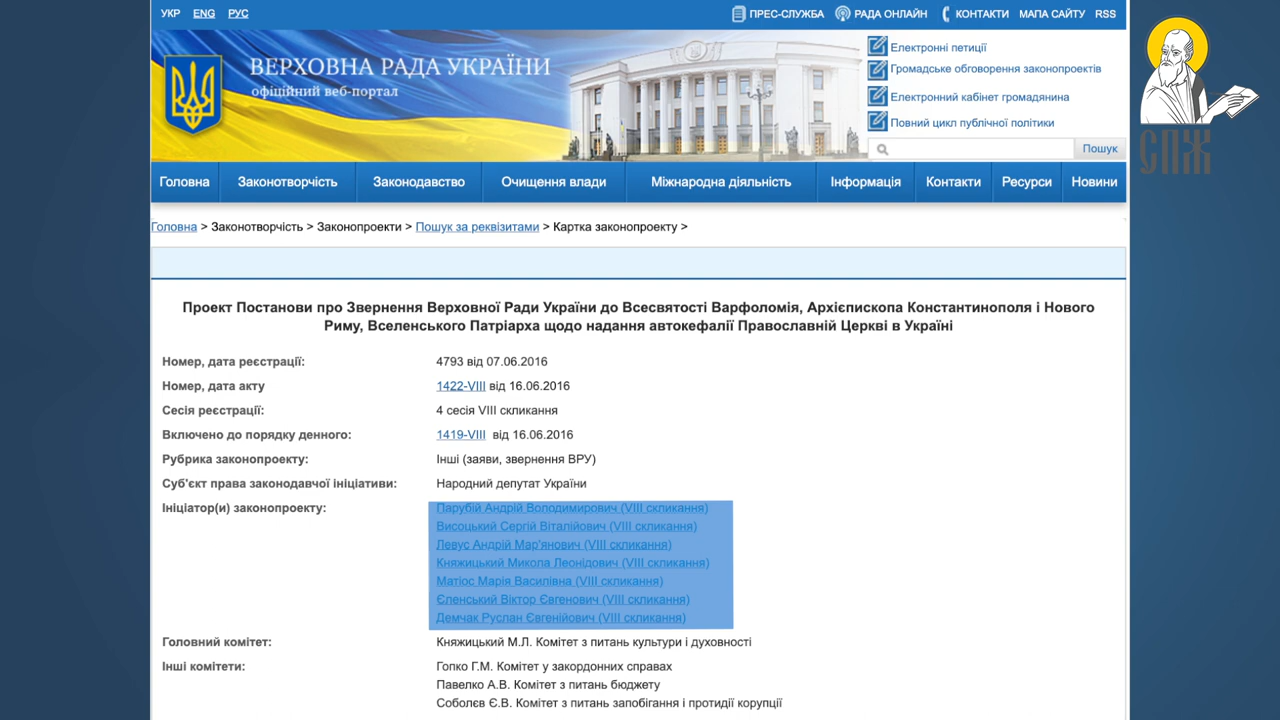 УКР ENG РУС
ПРЕС-СЛУЖБА РАДА ОНЛАЙН КОНТАКТИ МАПА САЙТУ RSS
ВЕРХОВНА РАДА УКРАЇНИ
офіційний веб-портал
Електронні петиції
Громадське обговорення законопроектів
Електронний кабінет громадянина
Повний цикл публічної політики
Пошук
СПЖ
Головна Законотворчість Законодавство Очищення влади Міжнародна діяльність Інформація Контакти Ресурси Новини
Головна > Законотворчість > Законопроекти > Пошук за реквізитами > Картка законопроекту >
Проект Постанови про Звернення Верховної Ради України до Всесвятості Варфоломія, Архієпископа Константинополя і Нового
Риму, Вселенського Патріарха щодо надання автокефалії Православній Церкві в Україні
Номер, дата реєстрації: 4793 від 07.06.2016
Номер, дата акту 1422-VIII від 16.06.2016
Сесія реєстрації: 4 сесія VIII скликання
Включено до порядку денного: 1419-VIII від 16.06.2016
Рубрика законопроекту: Інші (заяви, звернення ВРУ)
Суб'єкт права законодавчої ініціативи: Народний депутат України
Ініціатор(и) законопроекту: Парубій Андрій Володимирович (VIII скликання)
Висоцький Сергій Віталійович (VIII скликання)
Левус Андрій Мар'янович (VIII скликання)
Княжицький Микола Леонідович (VIII скликання)
Матіос Марія Василівна (VIII скликання)
Єленський Віктор Євгенович (VIII скликання)
Демчак Руслан Євгенійович (VIII скликання)
Головний комітет: Княжицький М.Л. Комітет з питань культури і духовності
Інші комітети: Гопко Г.М. Комітет у закордонних справах
Павелко А.В. Комітет з питань бюджету
Соболєв Є.В. Комітет з питань запобігання і протидії корупції